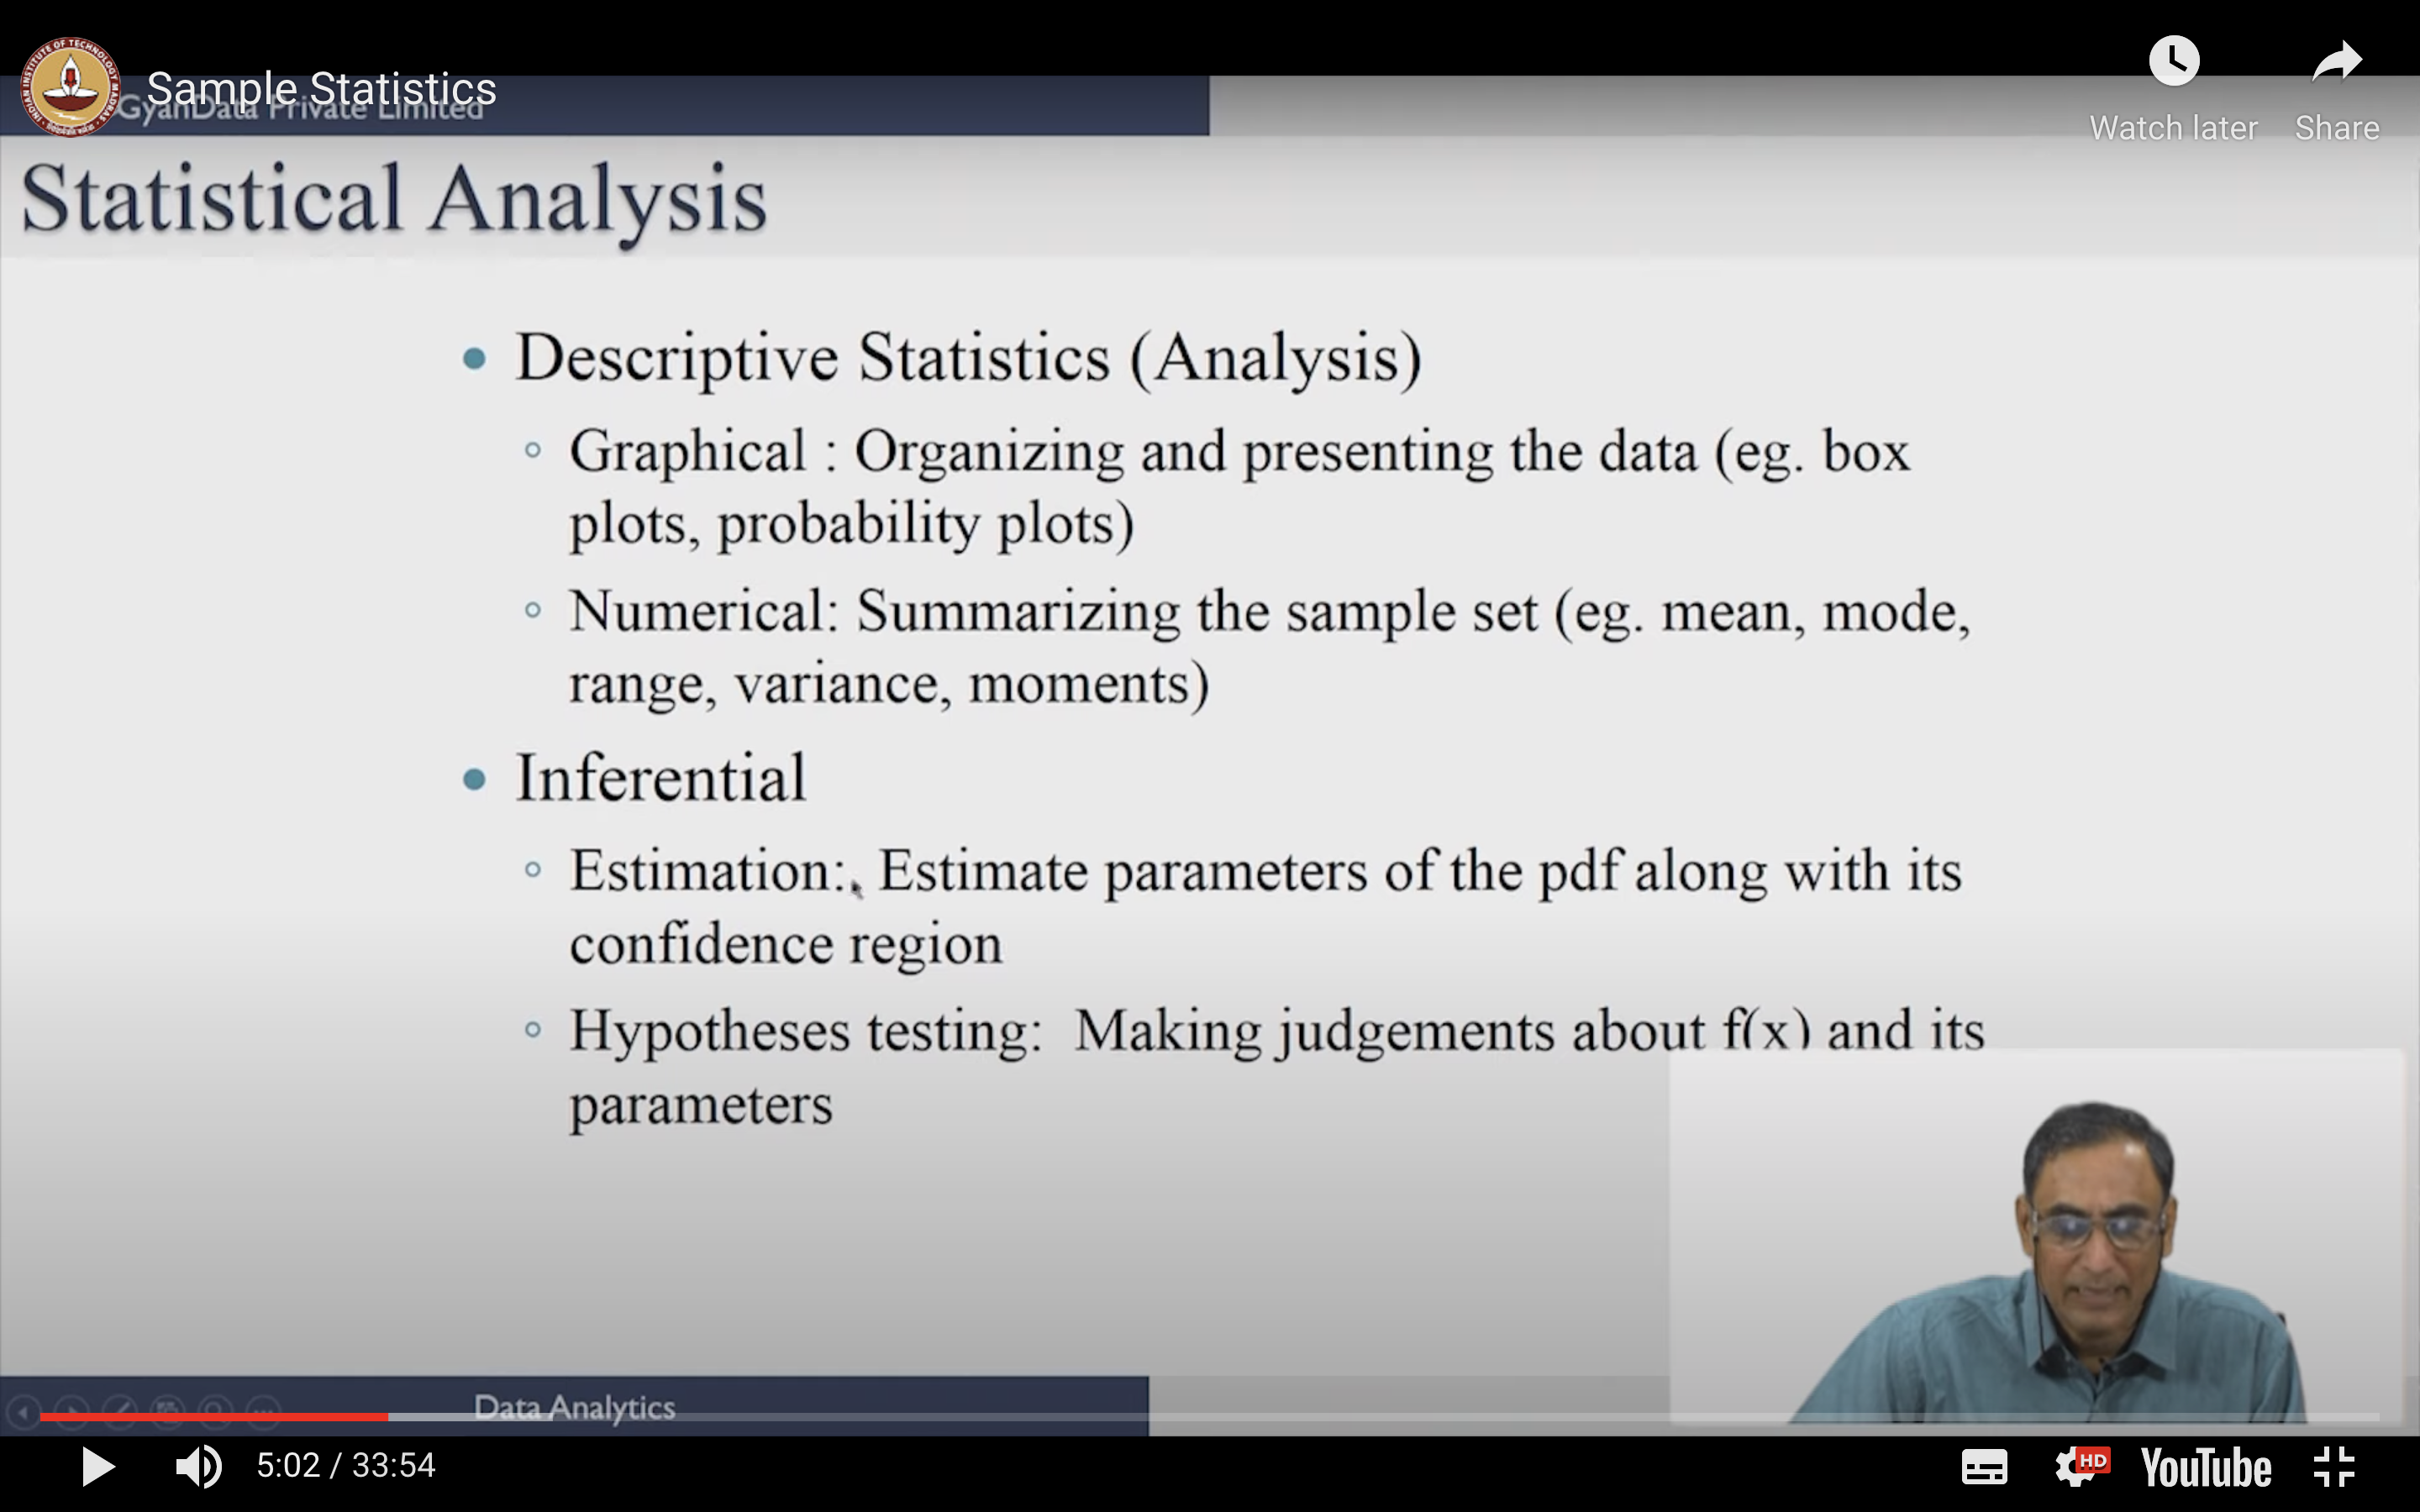 Sample Statistics
GyanData Private Limited
Watch later
Share
Statistical Analysis
Descriptive Statistics (Analysis)
Graphical : Organizing and presenting the data (eg. box
plots, probability plots)
Numerical: Summarizing the sample set (eg. mean, mode,
range, variance, moments)
Inferential
Estimation: Estimate parameters of the pdf along with its
confidence region
Hypotheses testing: Making judgements about f(x) and its
parameters
Data Analytics
5:02 / 33:54
HD
YouTube